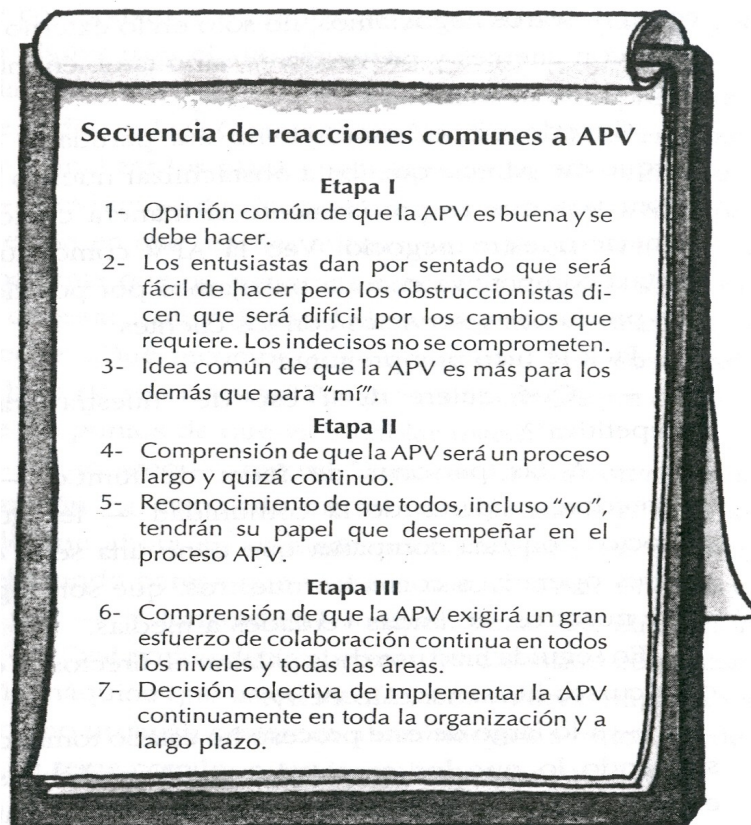 Secuencia de reacciones comunes a APV
Etapa I
1- Opinión común de que la APV es buena y se
debe hacer.
2- Los entusiastas dan por sentado que será
fácil de hacer pero los obstruccionistas di-
cen que será difícil por los cambios que
requiere. Los indecisos no se comprometen.
3- Idea común de que la APV es más para los
demás que para “mí”.
Etapa II
4- Comprensión de que la APV será un proceso
largo y quizá continuo.
5- Reconocimiento de que todos, incluso “yo”,
tendrán su papel que desempeñar en el
proceso APV.
Etapa III
6- Comprensión de que la APV exigirá un gran
esfuerzo de colaboración continua en todos
los niveles y todas las áreas.
7- Decisión colectiva de implementar la APV
continuamente en toda la organización y a
largo plazo.